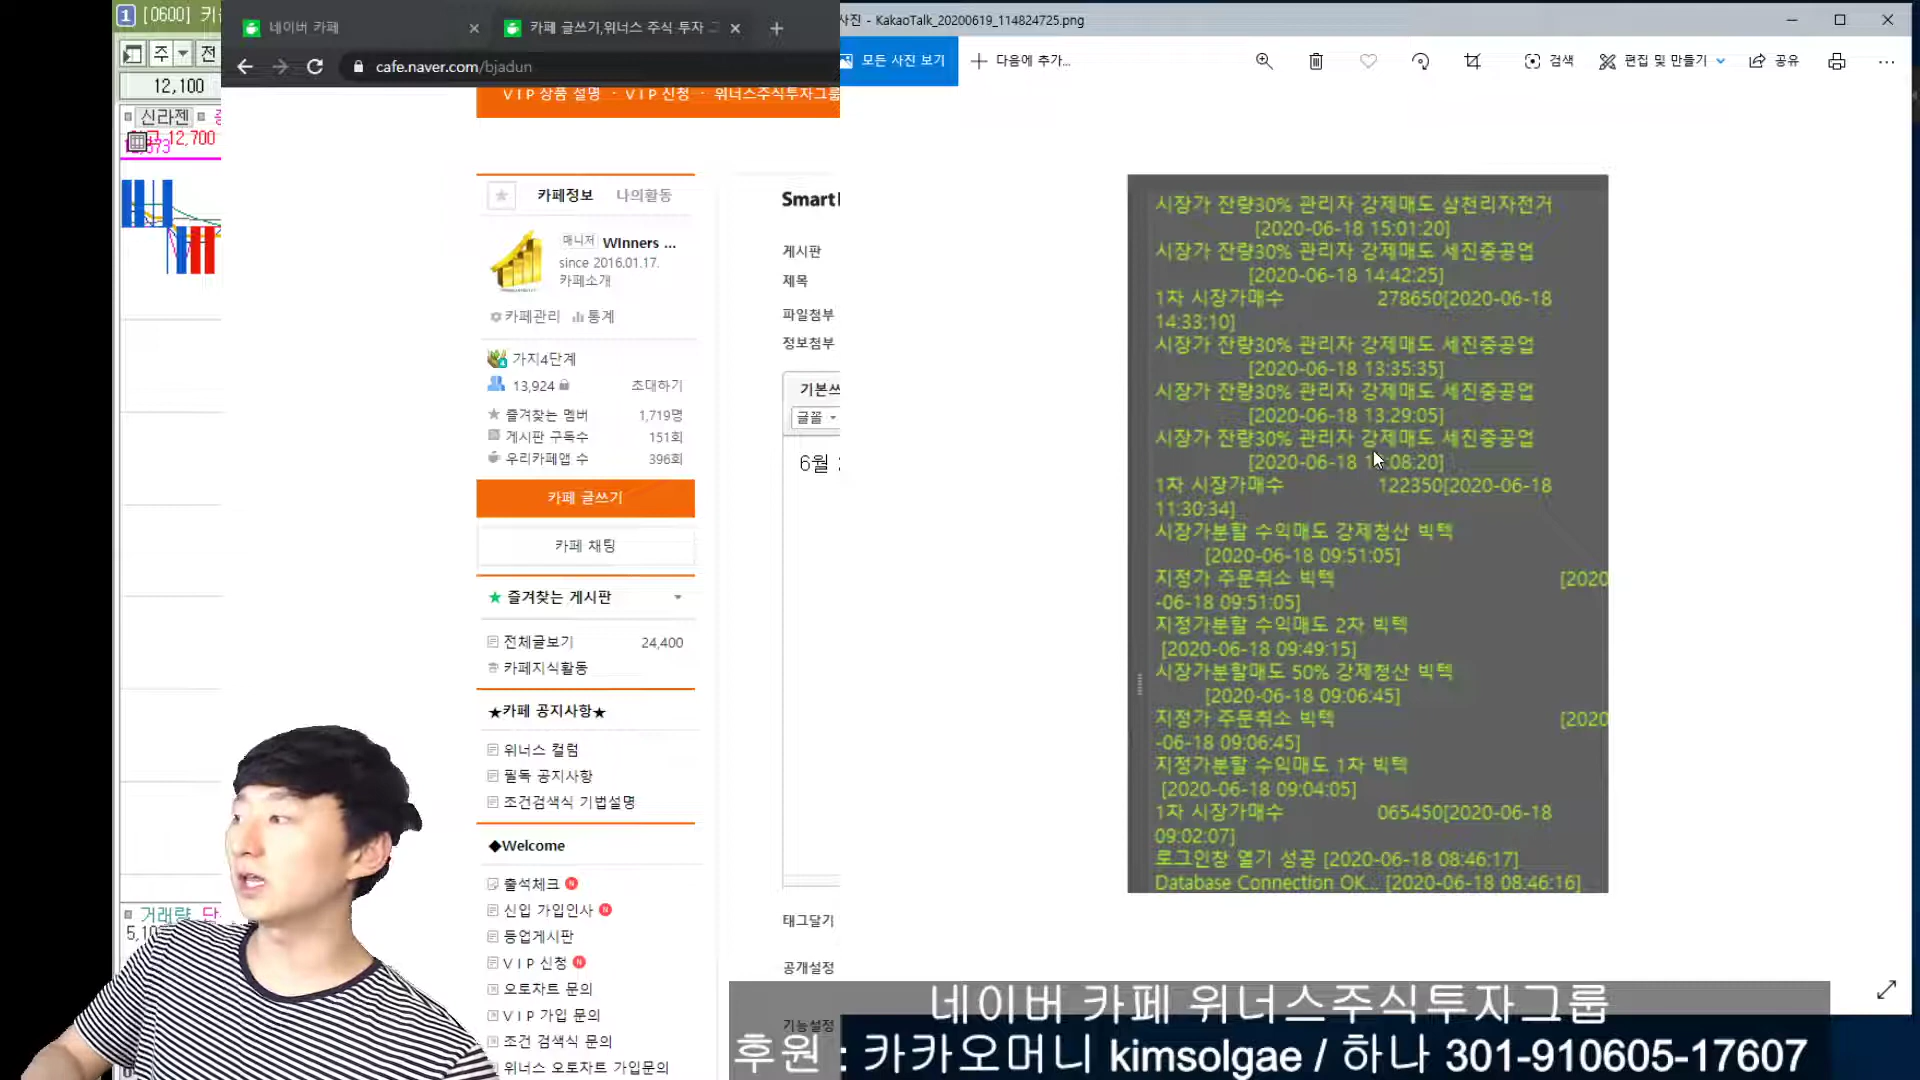 1 [0600] 키
주
전
12,100
신라젠
12,700
거래량 단
네이버 카페
카페 글쓰기,위너스 주식 투자 그
cafe.naver.com/bjadun
VIP 상품 설명 · VIP 신청 · 위너스주식투자그룹
카페정보 나의활동
매니저 WInners ...
since 2016.01.17.
카페소개
카페관리 통계
가지4단계
13,924 초대하기
즐겨찾는 멤버 1,719명
게시판 구독수 151회
우리카페앱 수 396회
카페 글쓰기
카페 채팅
즐겨찾는 게시판
전체글보기 24,400
카페지식활동
★카페 공지사항★
위너스 컬럼
필독 공지사항
조건검색식 기법설명
◆Welcome
출석체크 N
신입 가입인사 N
등업게시판
V I P 신청 N
오토차트 문의
V I P 가입 문의
조건 검색식 문의
위너스 오토차트 가입문의
게시판
제목
파일첨부
정보첨부
기본쓰
글꼴
6월
태그달기
공개설정
기능설정
사진 - KakaoTalk_20200619_114824725.png
모든 사진 보기
다음에 추가...
검색
편집 및 만들기
공유
시장가 잔량30% 관리자 강제매도 삼천리자전거
[2020-06-18 15:01:20]
시장가 잔량30% 관리자 강제매도 세진중공업
[2020-06-18 14:42:25]
1차 시장가매수 278650[2020-06-18
14:33:10]
시장가 잔량30% 관리자 강제매도 세진중공업
[2020-06-18 13:35:35]
시장가 잔량30% 관리자 강제매도 세진중공업
[2020-06-18 13:29:05]
시장가 잔량30% 관리자 강제매도 세진중공업
[2020-06-18 1 :08:20]
1차 시장가매수 122350[2020-06-18
11:30:34]
시장가분할 수익매도 강제청산 빅텍
[2020-06-18 09:51:05]
지정가 주문취소 빅텍 [2020
-06-18 09:51:05]
지정가분할 수익매도 2차 빅텍
[2020-06-18 09:49:15]
시장가분할매도 50% 강제청산 빅텍
[2020-06-18 09:06:45]
지정가 주문취소 빅텍 [2020
-06-18 09:06:45]
지정가분할 수익매도 1차 빅텍
[2020-06-18 09:04:05]
1차 시장가매수 065450[2020-06-18
09:02:07]
로그인창 열기 성공 [2020-06-18 08:46:17]
Database Connection OK... [2020-06-18 08:46:16]
네이버 카페 위너스주식투자그룹
후원 : 카카오머니 kimsolgae / 하나 301-910605-17607